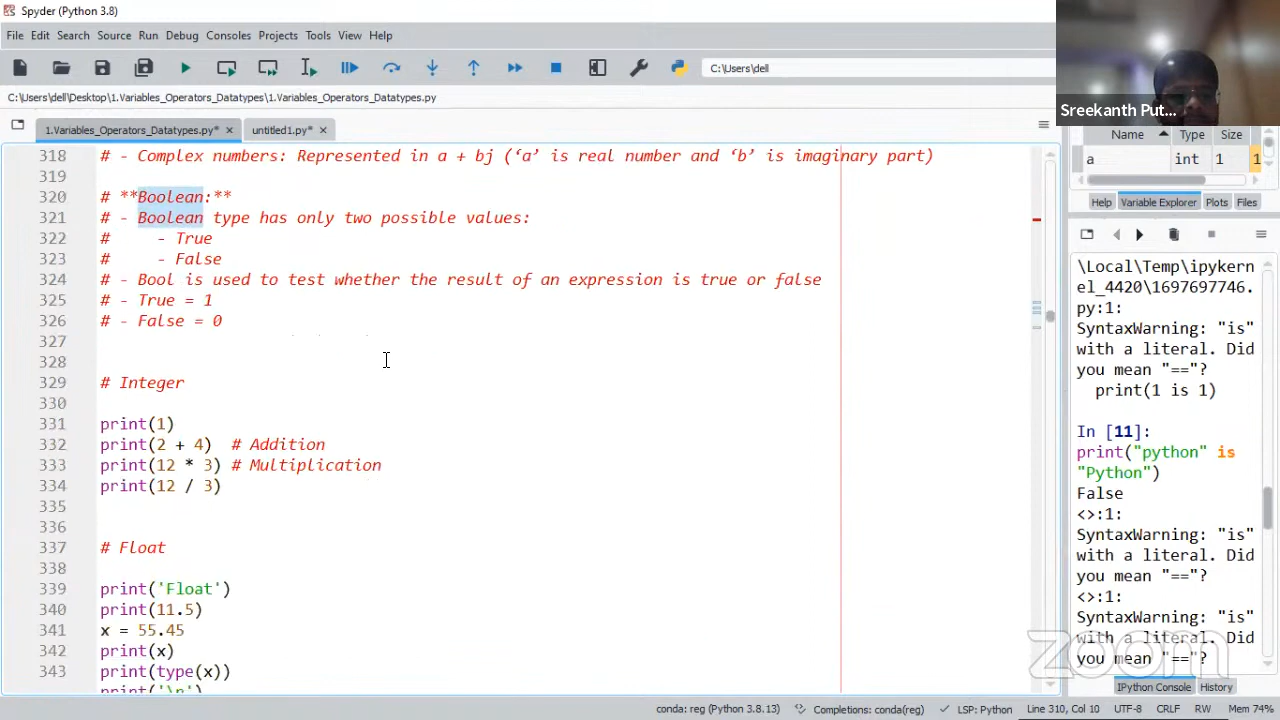 Spyder (Python 3.8)
File Edit Search Source Run Debug Consoles Projects Tools View Help
C:\Users\dell
C:\Users\dell\Desktop\1.Variables_Operators_Datatypes\1.Variables_Operators_Datatypes.py
1.Variables_Operators_Datatypes.py* untitled1.py*
318 # - Complex numbers: Represented in a + bj (‘a’ is real number and ‘b’ is imaginary part)
319
320 # **Boolean:**
321 # - Boolean type has only two possible values:
322 #     - True
323 #     - False
324 # - Bool is used to test whether the result of an expression is true or false
325 # - True = 1
326 # - False = 0
327
328
329 # Integer
330
331 print(1)
332 print(2 + 4)  # Addition
333 print(12 * 3) # Multiplication
334 print(12 / 3)
335
336
337 # Float
338
339 print('Float')
340 print(11.5)
341 x = 55.45
342 print(x)
343 print(type(x))
print('\n')
Sreekanth Put...
Name Type Size
a int 1 1
Help Variable Explorer Plots Files
\Local\Temp\ipykern
el_4420\1697697746.
py:1:
SyntaxWarning: "is"
with a literal. Did
you mean "=="?
  print(1 is 1)
In [11]:
print("python" is
"Python")
False
<>:1:
SyntaxWarning: "is"
with a literal. Did
you mean "=="?
<>:1:
SyntaxWarning: "is"
with a literal. Did
you mean "=="?
zoom
IPython Console History
conda: reg (Python 3.8.13) Completions: conda(reg) LSP: Python Line 310, Col 10 UTF-8 CRLF RW Mem 74%